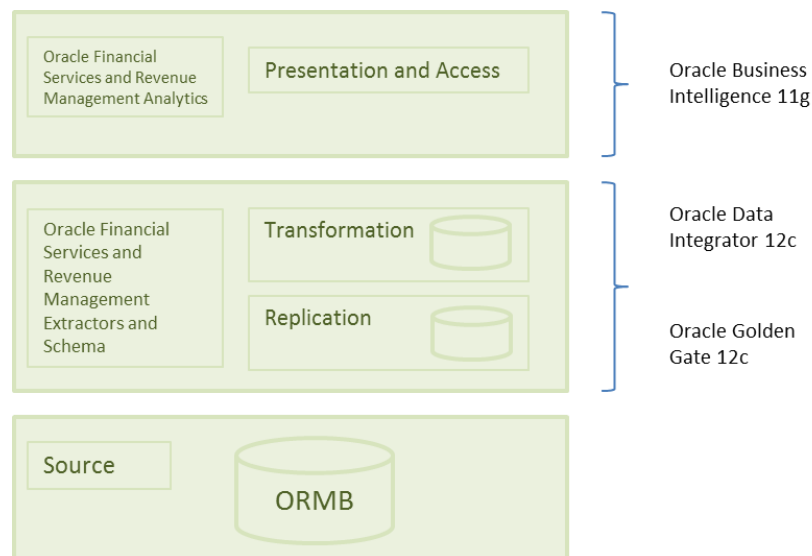 Oracle Financial
Services and Revenue
Management Analytics
Presentation and Access
Oracle Business
Intelligence 11g
Oracle Financial
Services and
Revenue
Management
Extractors and
Schema
Transformation
Replication
Oracle Data
Integrator 12c
Oracle Golden
Gate 12c
Source
ORMB